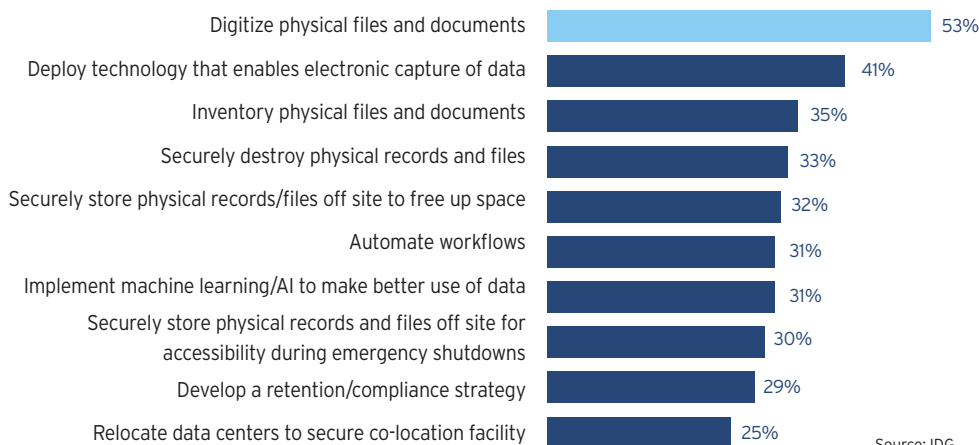 Digitize physical files and documents 53%
Deploy technology that enables electronic capture of data 41%
Inventory physical files and documents 35%
Securely destroy physical records and files 33%
Securely store physical records/files off site to free up space 32%
Automate workflows 31%
Implement machine learning/AI to make better use of data 31%
Securely store physical records and files off site for
accessibility during emergency shutdowns 30%
Develop a retention/compliance strategy 29%
Relocate data centers to secure co-location facility 25%
Source: IDG